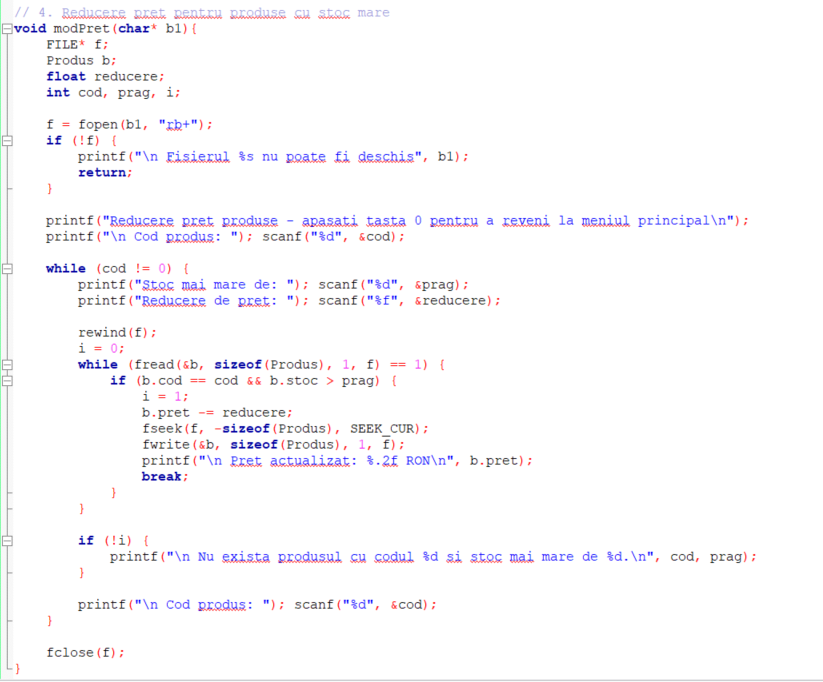 // 4. Reducere pret pentru produse cu stoc mare
void modPret(char* b1){
FILE* f;
Produs b;
float reducere;
int cod, prag, i;
f = fopen(b1, "rb+");
if (!f) {
printf("\n Fisierul %s nu poate fi deschis", b1);
return;
}
printf("Reducere pret produse - apasati tasta 0 pentru a reveni la meniul principal\n");
printf("\n Cod produs: "); scanf("%d", &cod);
while (cod != 0) {
printf("Stoc mai mare de: "); scanf("%d", &prag);
printf("Reducere de pret: "); scanf("%f", &reducere);
rewind(f);
i = 0;
while (fread(&b, sizeof(Produs), 1, f) == 1) {
if (b.cod == cod && b.stoc > prag) {
i = 1;
b.pret -= reducere;
fseek(f, -sizeof(Produs), SEEK_CUR);
fwrite(&b, sizeof(Produs), 1, f);
printf("\n Pret actualizat: %.2f RON\n", b.pret);
break;
}
}
if (!i) {
printf("\n Nu exista produsul cu codul %d si stoc mai mare de %d.\n", cod, prag);
}
printf("\n Cod produs: "); scanf("%d", &cod);
}
fclose(f);
}